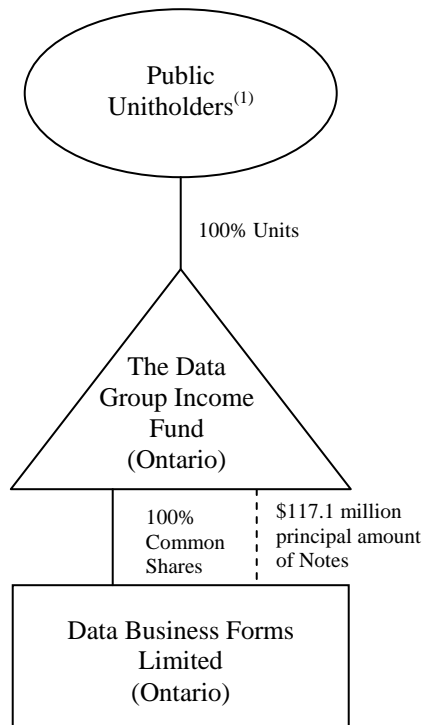 Public
Unitholders(1)
100% Units
The Data
Group Income
Fund
(Ontario)
100%
Common
Shares
$117.1 million
principal amount
of Notes
Data Business Forms
Limited
(Ontario)